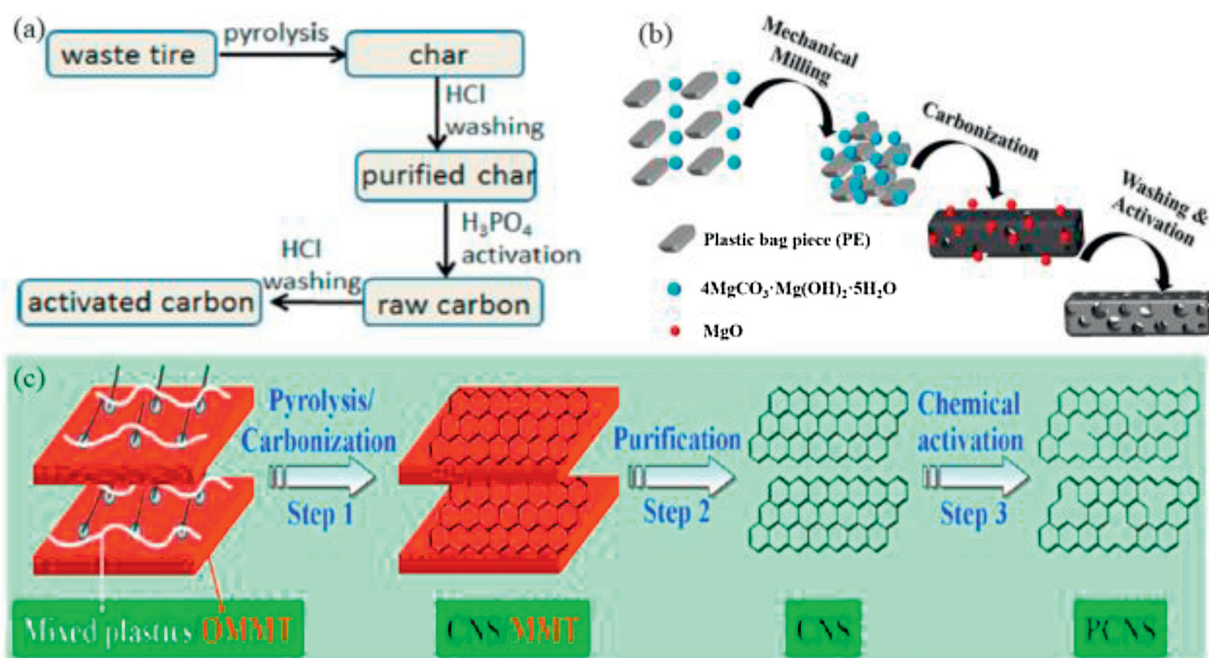 (a)
waste tire
pyrolysis
char
HCl
washing
purified char
H₃PO₄
activation
HCl
washing
raw carbon
activated carbon
(b)
Mechanical
Milling
Carbonization
Washing &
Activation
Plastic bag piece (PE)
4MgCO₃·Mg(OH)₂·5H₂O
MgO
(c)
Pyrolysis/
Carbonization
Step 1
Purification
Step 2
Chemical
activation
Step 3
Mixed plastics OMMT
CNS MMT
CNS
PCNS